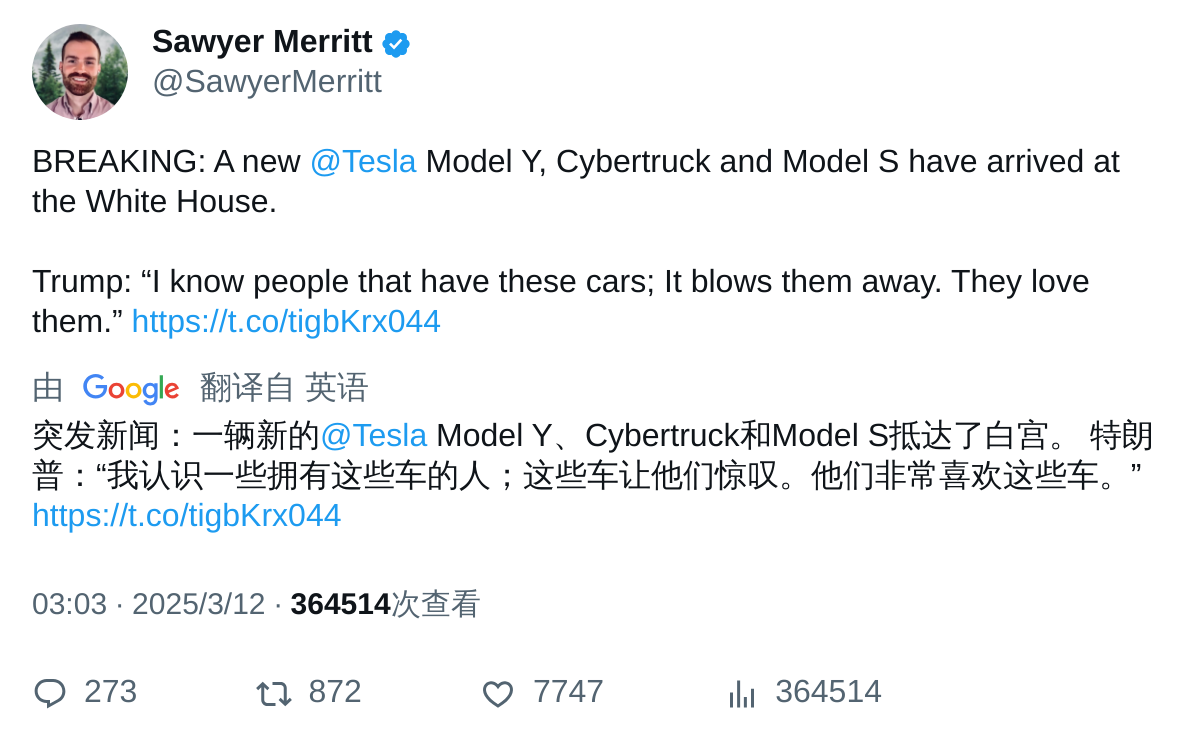 Sawyer Merritt
@SawyerMerritt
BREAKING: A new @Tesla Model Y, Cybertruck and Model S have arrived at
the White House.
Trump: “I know people that have these cars; It blows them away. They love
them.” https://t.co/tigbKrx044
由 Google 翻译自 英语
突发新闻：一辆新的@Tesla Model Y、Cybertruck和Model S抵达了白宫。 特朗
普：“我认识一些拥有这些车的人；这些车让他们惊叹。他们非常喜欢这些车。”
https://t.co/tigbKrx044
03:03 · 2025/3/12 · 364514次查看
273 872 7747 364514